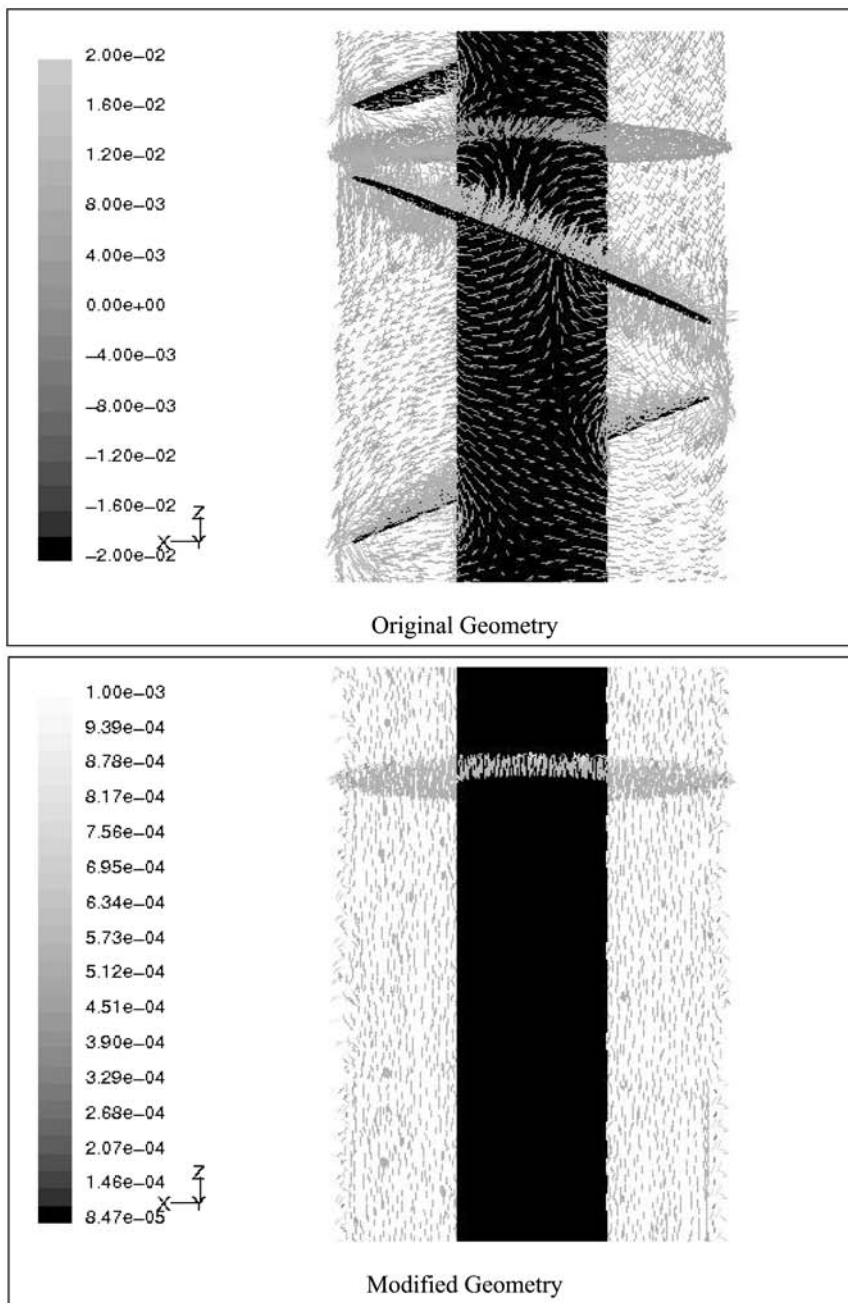 2.00e−02
1.60e−02
1.20e−02
8.00e−03
4.00e−03
0.00e+00
−4.00e−03
−8.00e−03
−1.20e−02
−1.60e−02
−2.00e−02
Z
X Y
Original Geometry
1.00e−03
9.39e−04
8.78e−04
8.17e−04
7.56e−04
6.95e−04
6.34e−04
5.73e−04
5.12e−04
4.51e−04
3.90e−04
3.29e−04
2.68e−04
2.07e−04
1.46e−04
8.47e−05
Z
X Y
Modified Geometry